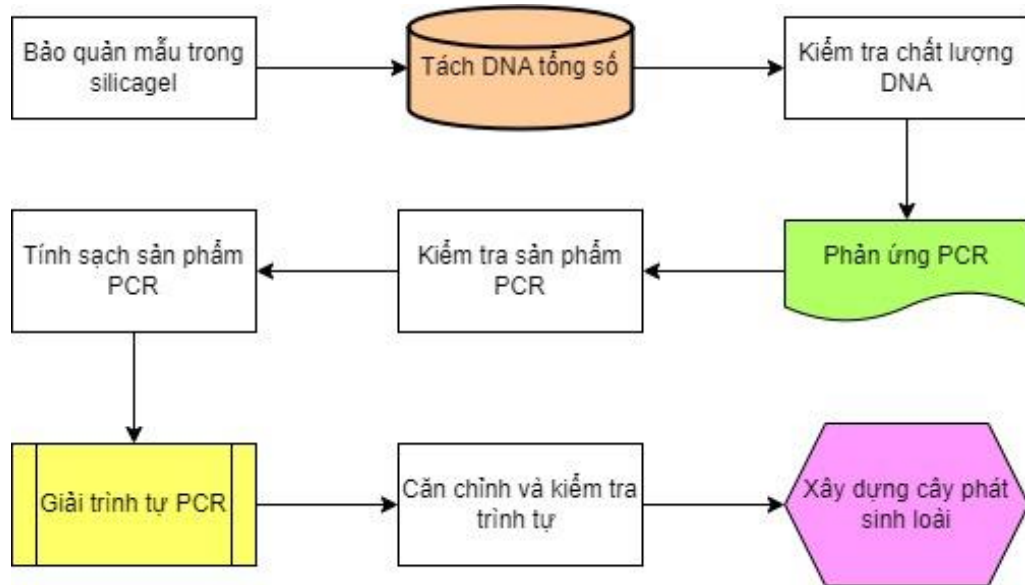 Bảo quản mẫu trong
silicagel
Tách DNA tổng số
Kiểm tra chất lượng
DNA
Phản ứng PCR
Kiểm tra sản phẩm
PCR
Tính sạch sản phẩm
PCR
Giải trình tự PCR
Căn chỉnh và kiểm tra
trình tự
Xây dựng cây phát
sinh loài